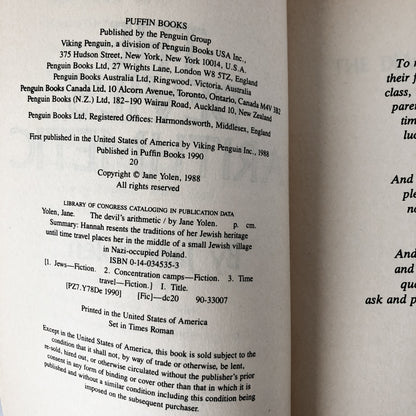 PUFFIN BOOKS
Published by the Penguin Group
Viking Penguin, a division of Penguin Books USA Inc.,
375 Hudson Street, New York, New York 10014, U.S.A.
Penguin Books Ltd, 27 Wrights Lane, London W8 5TZ, England
Penguin Books Australia Ltd, Ringwood, Victoria, Australia
Penguin Books Canada Ltd, 10 Alcorn Avenue, Toronto, Ontario, Canada M4V 3B2
Penguin Books (N.Z.) Ltd, 182–190 Wairau Road, Auckland 10, New Zealand
Penguin Books Ltd, Registered Offices: Harmondsworth, Middlesex, England
First published in the United States of America by Viking Penguin Inc., 1988
Published in Puffin Books 1990
20
Copyright © Jane Yolen, 1988
All rights reserved
LIBRARY OF CONGRESS CATALOGING IN PUBLICATION DATA
Yolen, Jane. The devil's arithmetic / by Jane Yolen. p. cm.
Summary: Hannah resents the traditions of her Jewish heritage
until time travel places her in the middle of a small Jewish village
in Nazi-occupied Poland.
ISBN 0-14-034535-3
[1. Jews—Fiction. 2. Concentration camps—Fiction. 3. Time
travel—Fiction.] I. Title.
[PZ7.Y78De 1990] [Fic]—dc20 90-33007
Printed in the United States of America
Set in Times Roman
Except in the United States of America, this book is sold subject to the
condition that it shall not, by way of trade or otherwise, be lent,
re-sold, hired out, or otherwise circulated without the publisher's prior
consent in any form of binding or cover other than that in which it is
published and without a similar condition including this condition being
imposed on the subsequent purchaser.
To
their f
class,
tim
luc
And
ple
n
And
qu
ask and p